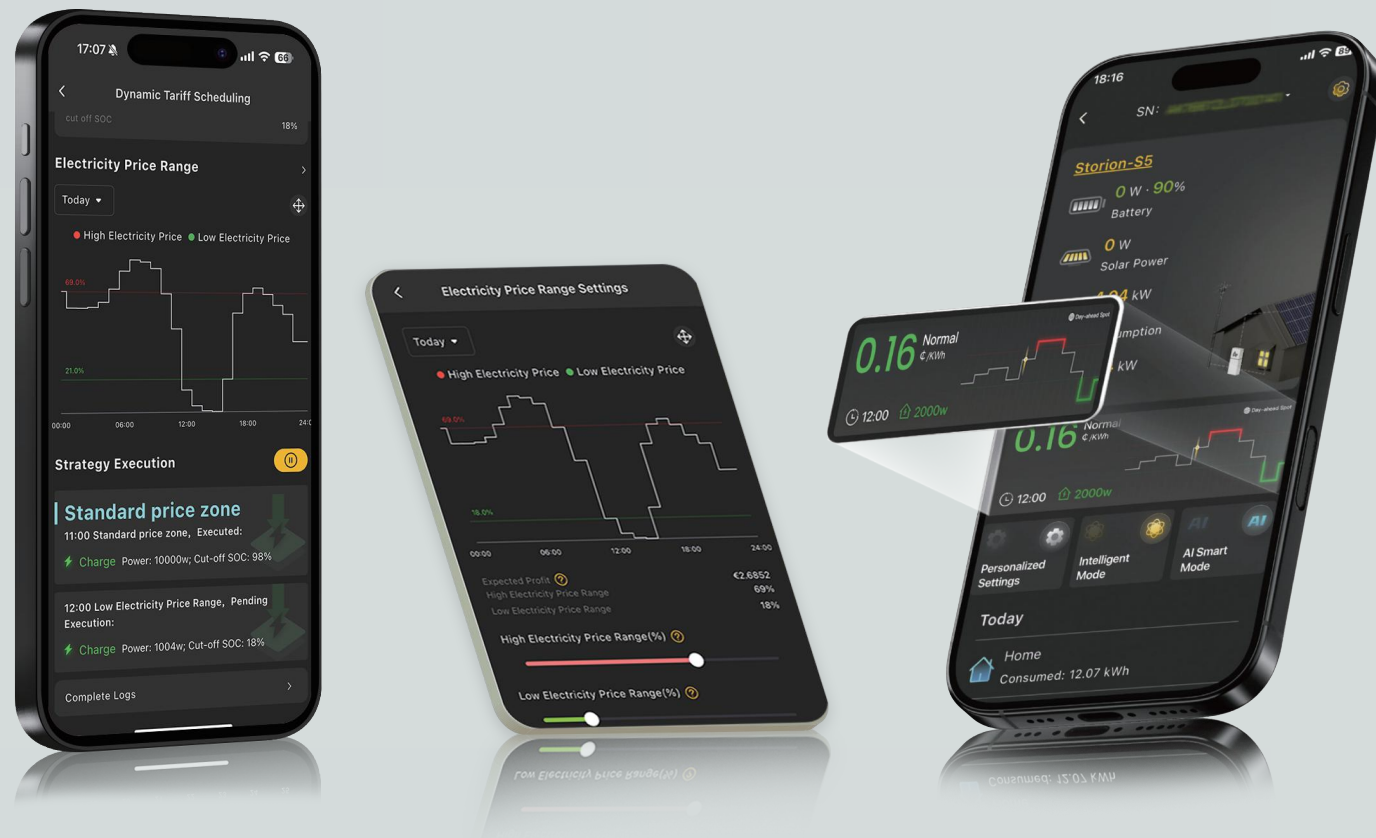 17:07
66
Dynamic Tariff Scheduling
cut off SOC
18%
Electricity Price Range
Today
High Electricity Price
Low Electricity Price
69.0%
21.0%
00:00 06:00 12:00 18:00 24:0
Strategy Execution
Standard price zone
11:00 Standard price zone, Executed:
Charge Power: 10000w; Cut-off SOC: 98%
12:00 Low Electricity Price Range, Pending
Execution:
Charge Power: 1004w; Cut-off SOC: 18%
Complete Logs
Electricity Price Range Settings
Today
High Electricity Price
Low Electricity Price
69.0%
18.0%
00:00 06:00 12:00 18:00 24:00
Expected Profit ? €2.6852
High Electricity Price Range 69%
Low Electricity Price Range 18%
High Electricity Price Range(%) ?
Low Electricity Price Range(%) ?
Day-ahead Spot
0.16 Normal
¢/KWh
12:00 2000w
18:16
89
SN:
Storion-S5
0 W · 90%
Battery
0 W
Solar Power
kW
umption
kW
Day-ahead Spot
0.16 Normal
¢/KWh
12:00 2000w
Personalized
Settings
Intelligent
Mode
AI
AI
AI Smart
Mode
Today
Home
Consumed: 12.07 kWh